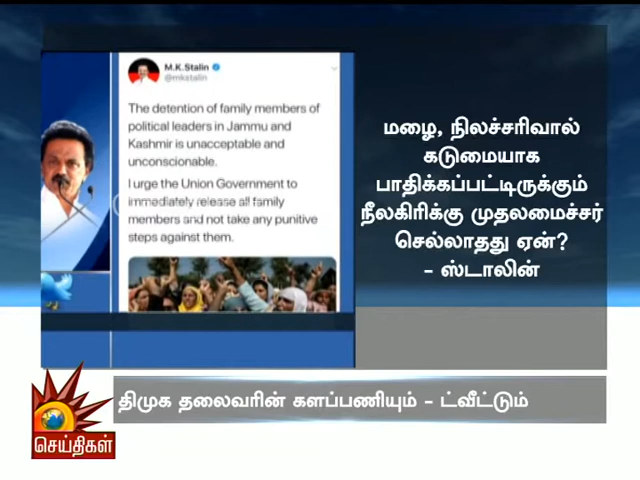 M.K.Stalin
@mkstalin
The detention of family members of
political leaders in Jammu and
Kashmir is unacceptable and
unconscionable.
I urge the Union Government to
immediately release all family
members and not take any punitive
steps against them.
மழை, நிலச்சரிவால்
கடுமையாக
பாதிக்கப்பட்டிருக்கும்
நீலகிரிக்கு முதலமைச்சர்
செல்லாதது ஏன்?
- ஸ்டாலின்
திமுக தலைவரின் களப்பணியும் - ட்வீட்டும்
செய்திகள்